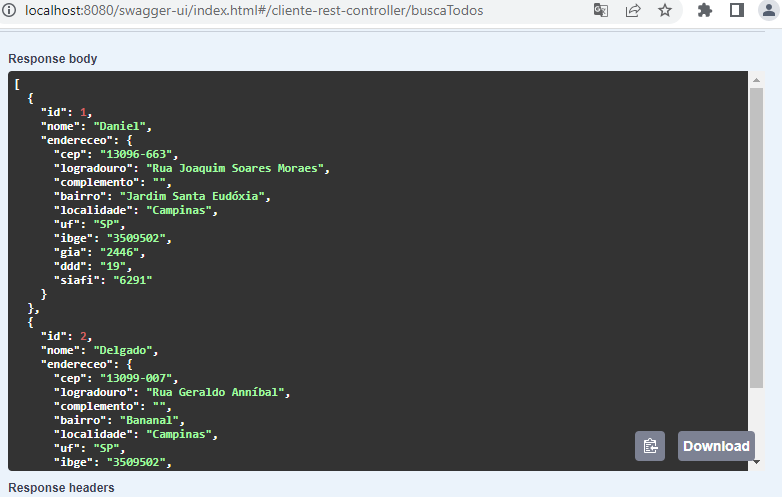 localhost:8080/swagger-ui/index.html#/cliente-rest-controller/buscaTodos
Response body
[
{
"id": 1,
"nome": "Daniel",
"endereceo": {
"cep": "13096-663",
"logradouro": "Rua Joaquim Soares Moraes",
"complemento": "",
"bairro": "Jardim Santa Eudóxia",
"localidade": "Campinas",
"uf": "SP",
"ibge": "3509502",
"gia": "2446",
"ddd": "19",
"siafi": "6291"
}
},
{
"id": 2,
"nome": "Delgado",
"endereceo": {
"cep": "13099-007",
"logradouro": "Rua Geraldo Anníbal",
"complemento": "",
"bairro": "Bananal",
"localidade": "Campinas",
"uf": "SP",
"ibge": "3509502",
Download
Response headers